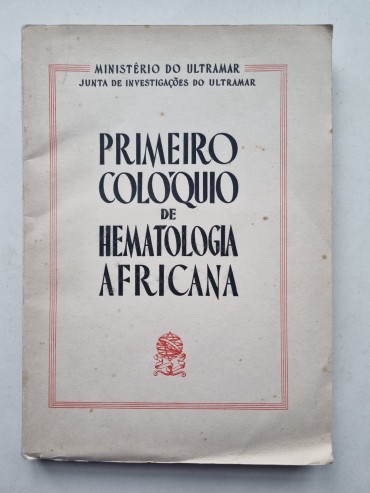 MINISTÉRIO DO ULTRAMAR
JUNTA DE INVESTIGAÇÕES DO ULTRAMAR
PRIMEIRO
COLÓQUIO
DE
HEMATOLOGIA
AFRICANA